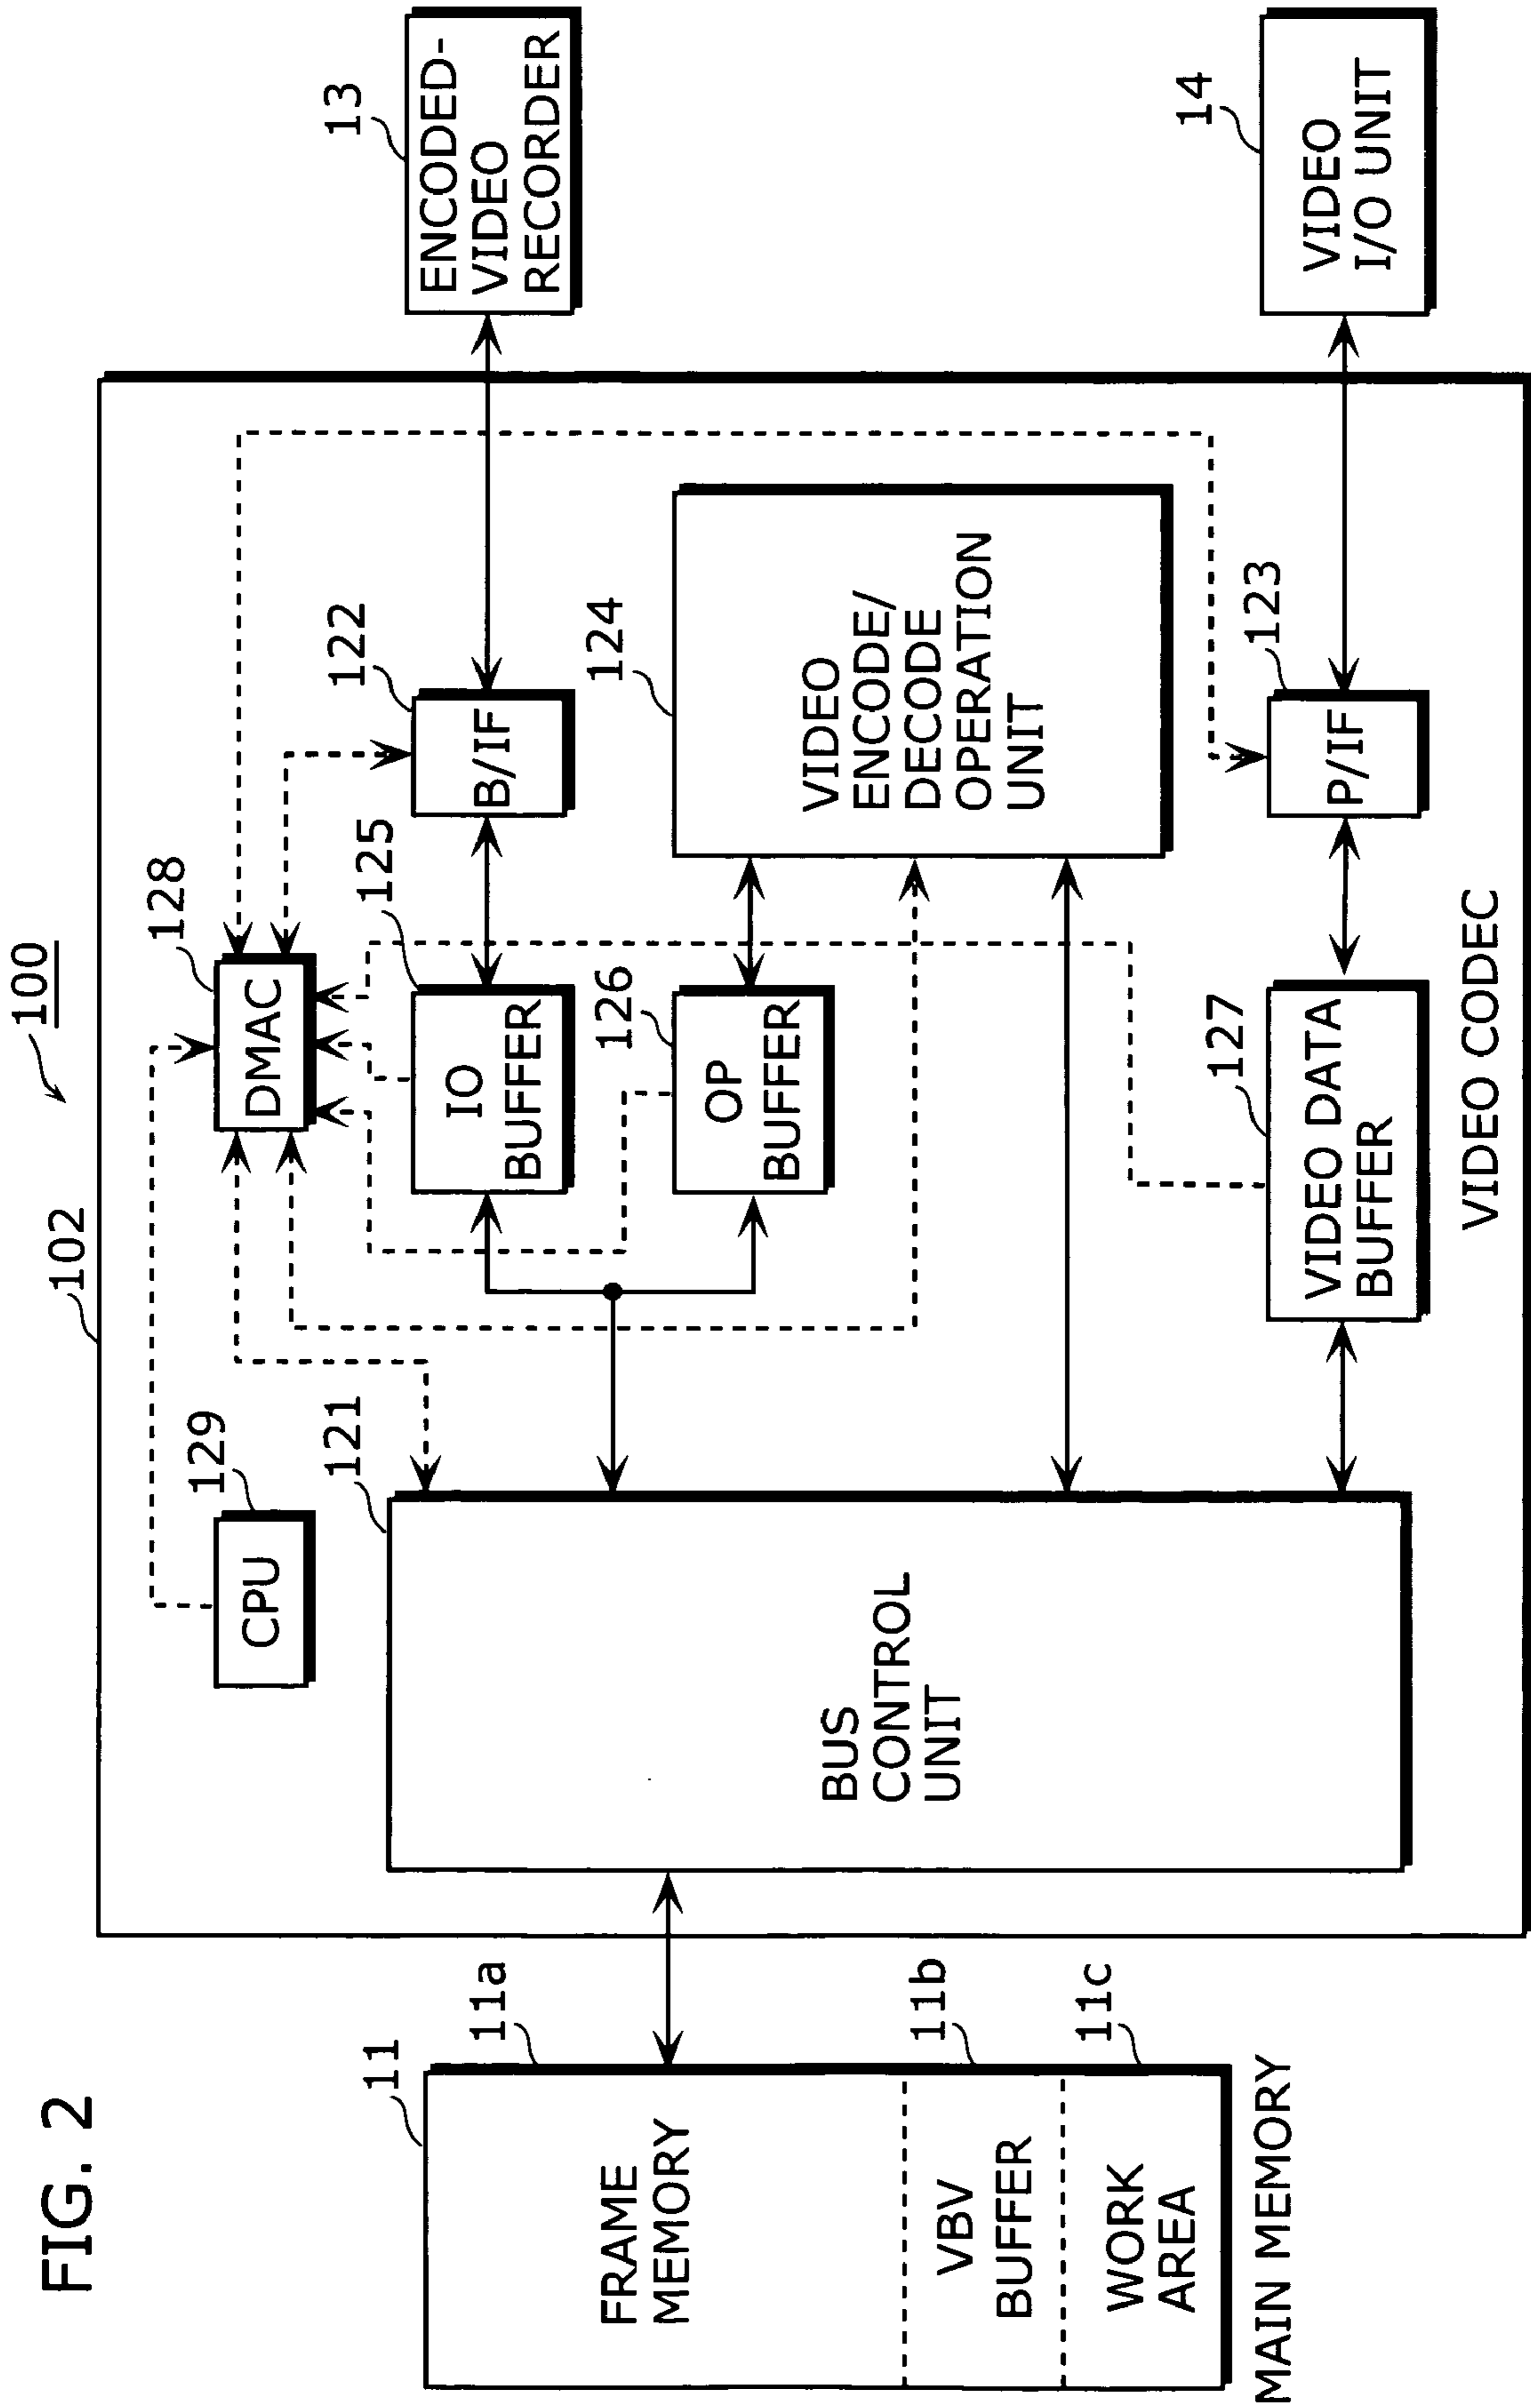 FIG. 2
100
102
129
CPU
128
DMAC
11
11a
FRAME
MEMORY
11b
VBV
BUFFER
11c
WORK
AREA
MAIN MEMORY
121
BUS
CONTROL
UNIT
125
IO
BUFFER
122
B/IF
13
ENCODED-
VIDEO
RECORDER
126
OP
BUFFER
124
VIDEO
ENCODE/
DECODE
OPERATION
UNIT
127
VIDEO DATA
BUFFER
123
P/IF
14
VIDEO
I/O UNIT
VIDEO CODEC